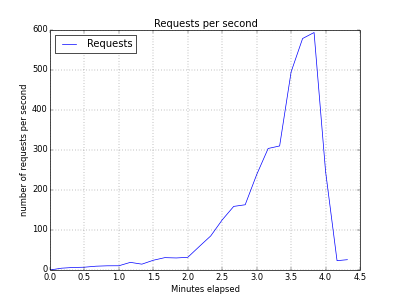 Requests per second
Requests
number of requests per second
600
500
400
300
200
100
0
0.0 0.5 1.0 1.5 2.0 2.5 3.0 3.5 4.0 4.5
Minutes elapsed